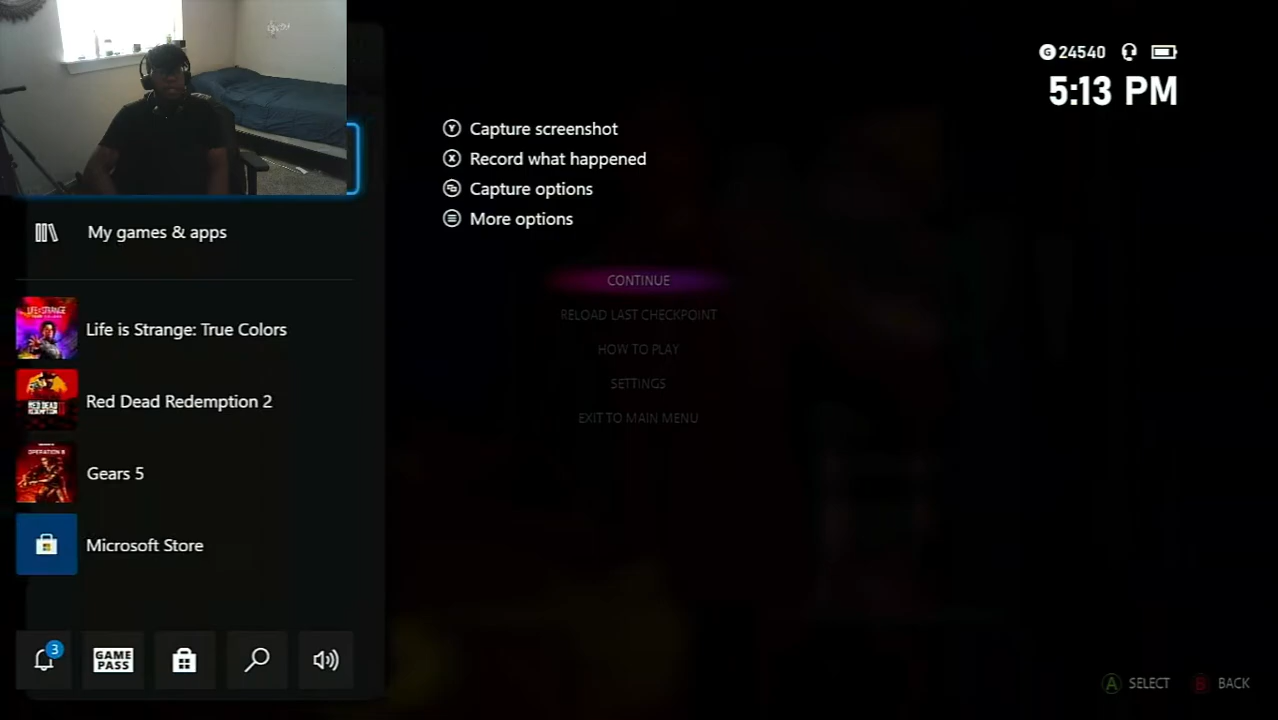 24540
5:13 PM
Capture screenshot
Record what happened
Capture options
More options
My games & apps
CONTINUE
RELOAD LAST CHECKPOINT
HOW TO PLAY
SETTINGS
EXIT TO MAIN MENU
Life is Strange: True Colors
Red Dead Redemption 2
Gears 5
Microsoft Store
3
GAME PASS
A SELECT
B BACK